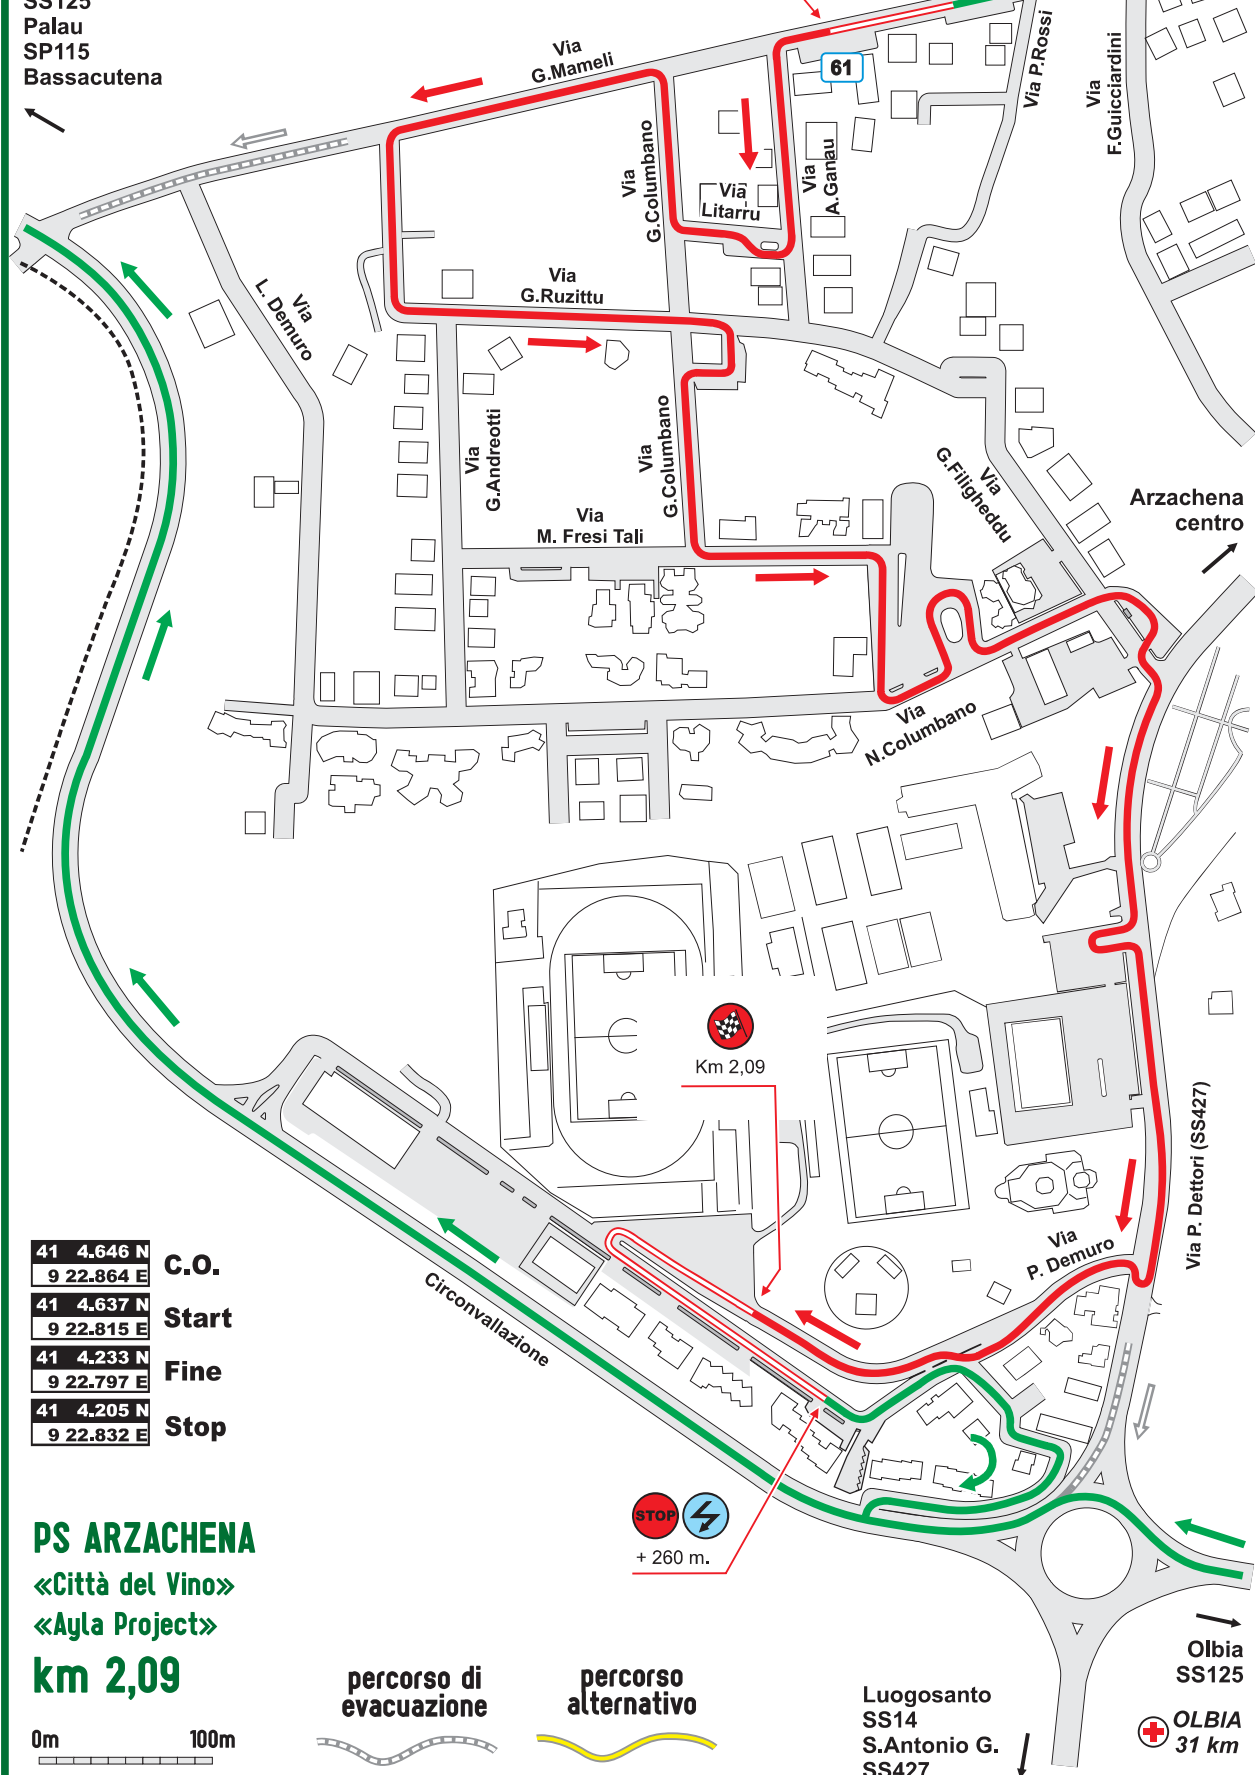 SS125
Palau
SP115
Bassacutena
Via
G.Mameli
61
Via P.Rossi
Via
F.Guicciardini
Via
G.Columbano
Via
Litarru
Via
A.Ganau
Via
L. Demuro
Via
G.Ruzittu
Via
G.Andreotti
Via
G.Columbano
Via
M. Fresi Tali
Via
G.Filigheddu
Arzachena
centro
Via
N.Columbano
Km 2,09
Via P. Dettori (SS427)
Via
P. Demuro
Circonvallazione
41 4.646 N
9 22.864 E
C.O.
41 4.637 N
9 22.815 E
Start
41 4.233 N
9 22.797 E
Fine
41 4.205 N
9 22.832 E
Stop
STOP
+ 260 m.
PS ARZACHENA
«Città del Vino»
«Ayla Project»
km 2,09
0m 100m
percorso di
evacuazione
percorso
alternativo
Luogosanto
SS14
S.Antonio G.
SS427
Olbia
SS125
OLBIA
31 km